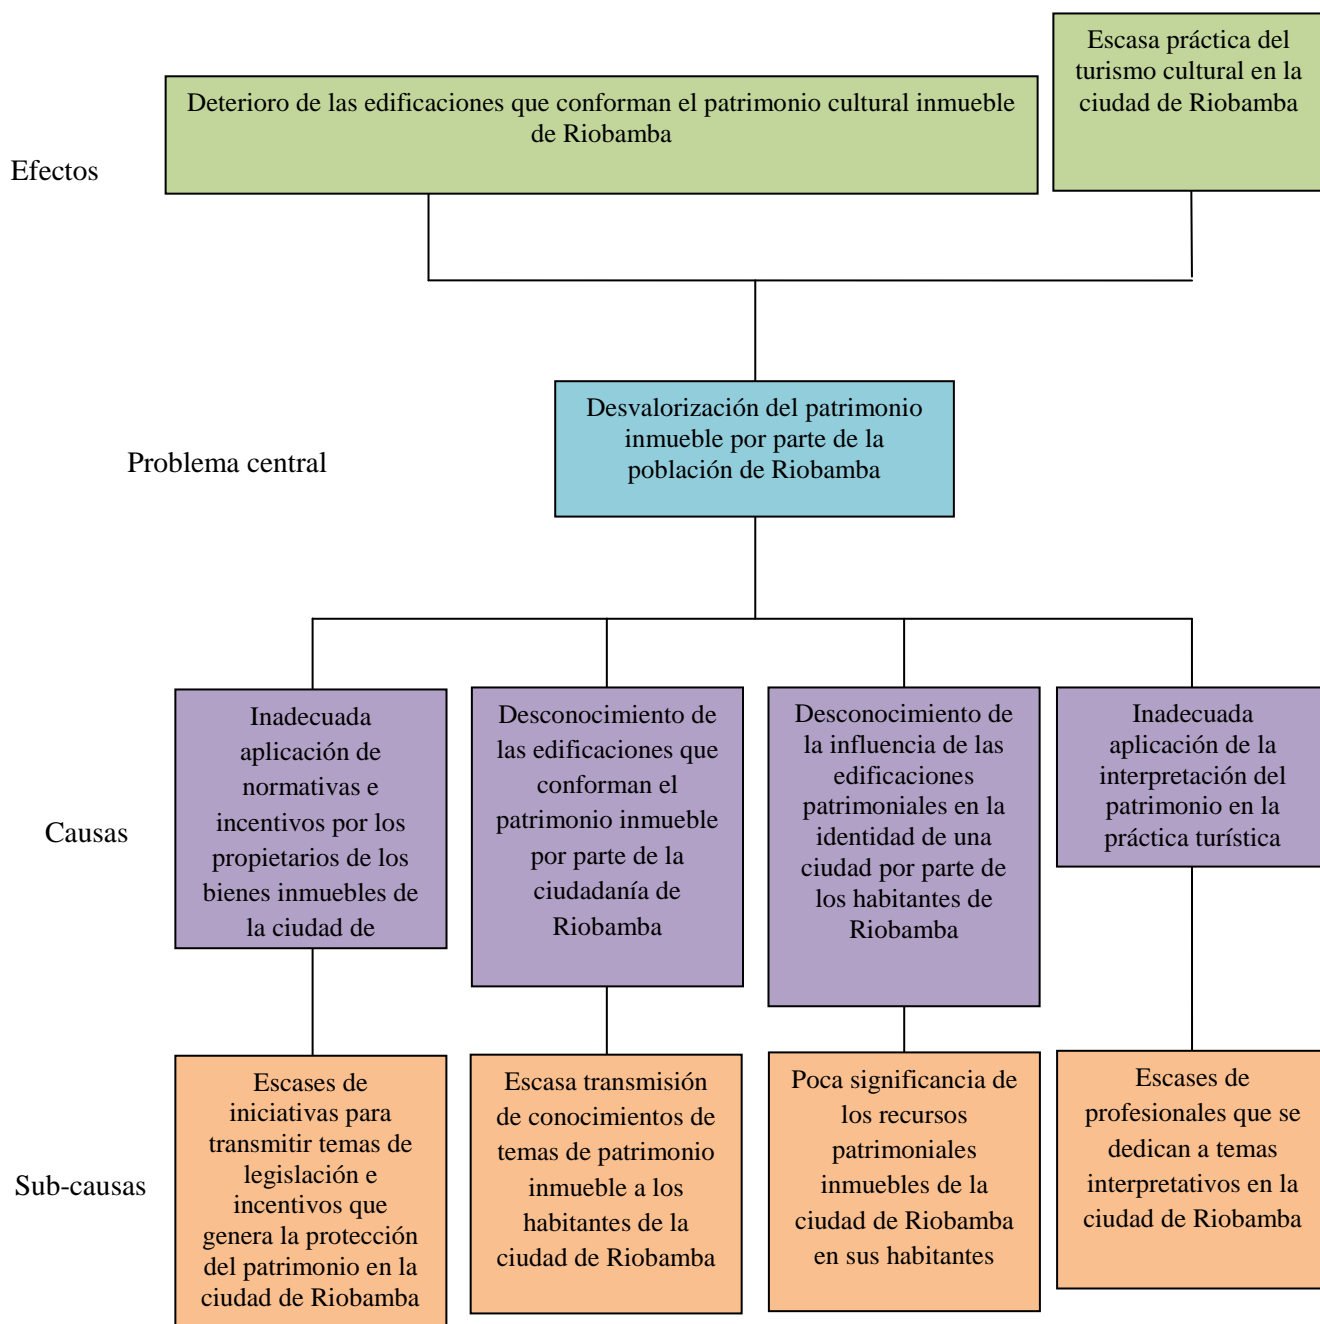 Escasa práctica del
turismo cultural en la
ciudad de Riobamba
Deterioro de las edificaciones que conforman el patrimonio cultural inmueble
de Riobamba
Efectos
Desvalorización del patrimonio
inmueble por parte de la
población de Riobamba
Problema central
Inadecuada
aplicación de
normativas e
incentivos por los
propietarios de los
bienes inmuebles de
la ciudad de
Desconocimiento de
las edificaciones que
conforman el
patrimonio inmueble
por parte de la
ciudadanía de
Riobamba
Desconocimiento de
la influencia de las
edificaciones
patrimoniales en la
identidad de una
ciudad por parte de
los habitantes de
Riobamba
Inadecuada
aplicación de la
interpretación del
patrimonio en la
práctica turística
Causas
Escases de
iniciativas para
transmitir temas de
legislación e
incentivos que
genera la protección
del patrimonio en la
ciudad de Riobamba
Escasa transmisión
de conocimientos de
temas de patrimonio
inmueble a los
habitantes de la
ciudad de Riobamba
Poca significancia de
los recursos
patrimoniales
inmuebles de la
ciudad de Riobamba
en sus habitantes
Escases de
profesionales que se
dedican a temas
interpretativos en la
ciudad de Riobamba
Sub-causas